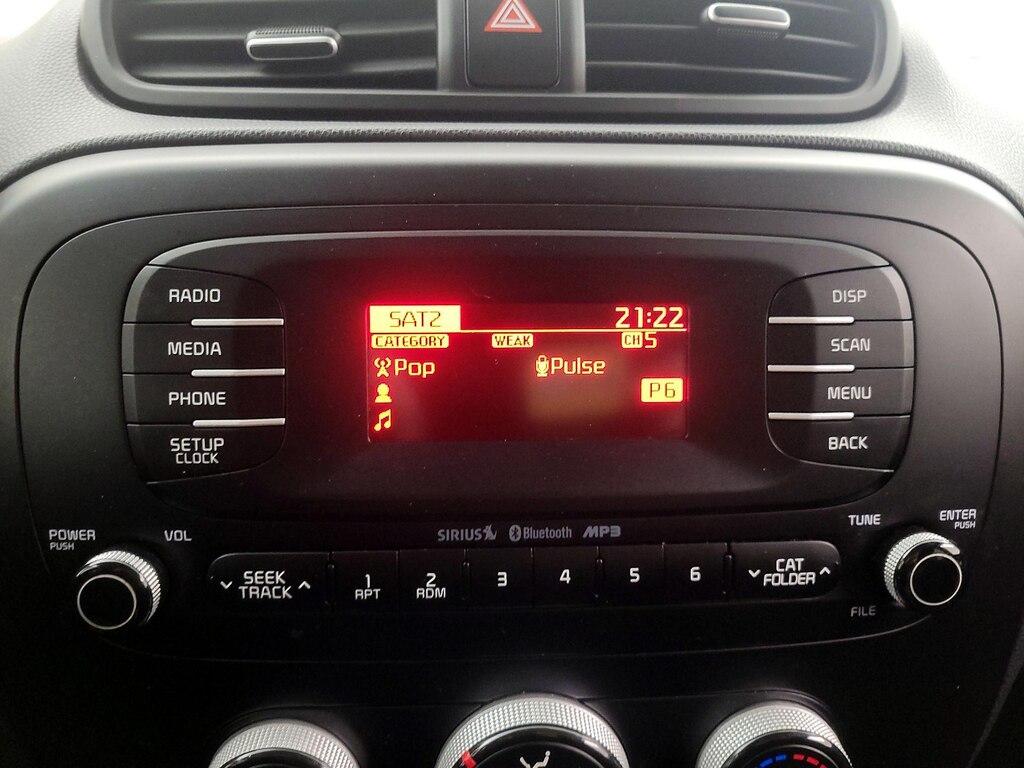 RADIO
MEDIA
PHONE
SETUP
CLOCK
SAT2 21:22
CATEGORY WEAK CH5
Pop Pulse
P6
DISP
SCAN
MENU
BACK
SIRIUS Bluetooth MP3
POWER
PUSH
VOL
SEEK
TRACK
1
RPT
2
RDM
3
4
5
6
CAT
FOLDER
TUNE
FILE
ENTER
PUSH